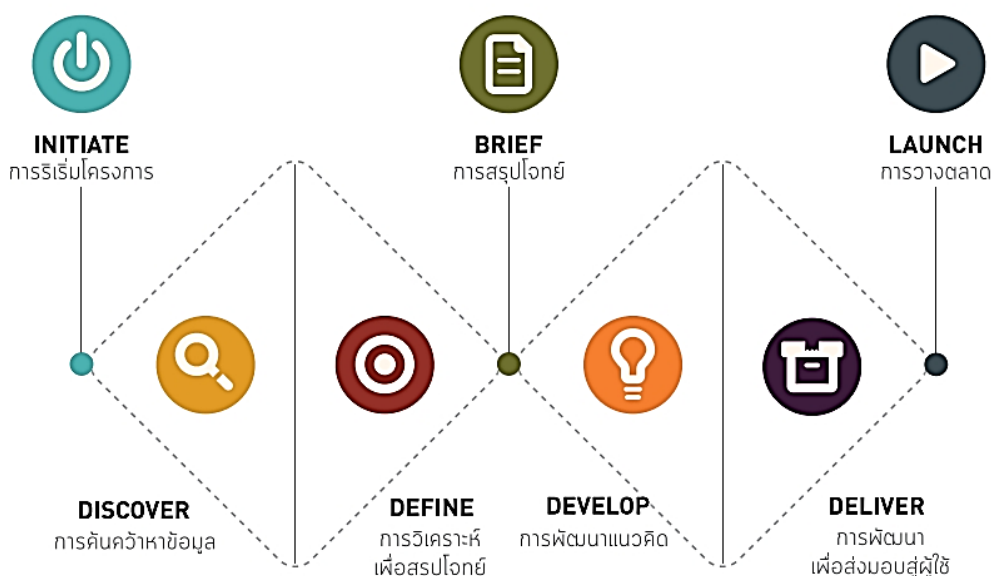 INITIATE
การริเริ่มโครงการ
BRIEF
การสรุปโจทย์
LAUNCH
การวางตลาด
DISCOVER
การค้นคว้าหาข้อมูล
DEFINE
การวิเคราะห์
เพื่อสรุปโจทย์
DEVELOP
การพัฒนาแนวคิด
DELIVER
การพัฒนา
เพื่อส่งมอบสู่ผู้ใช้